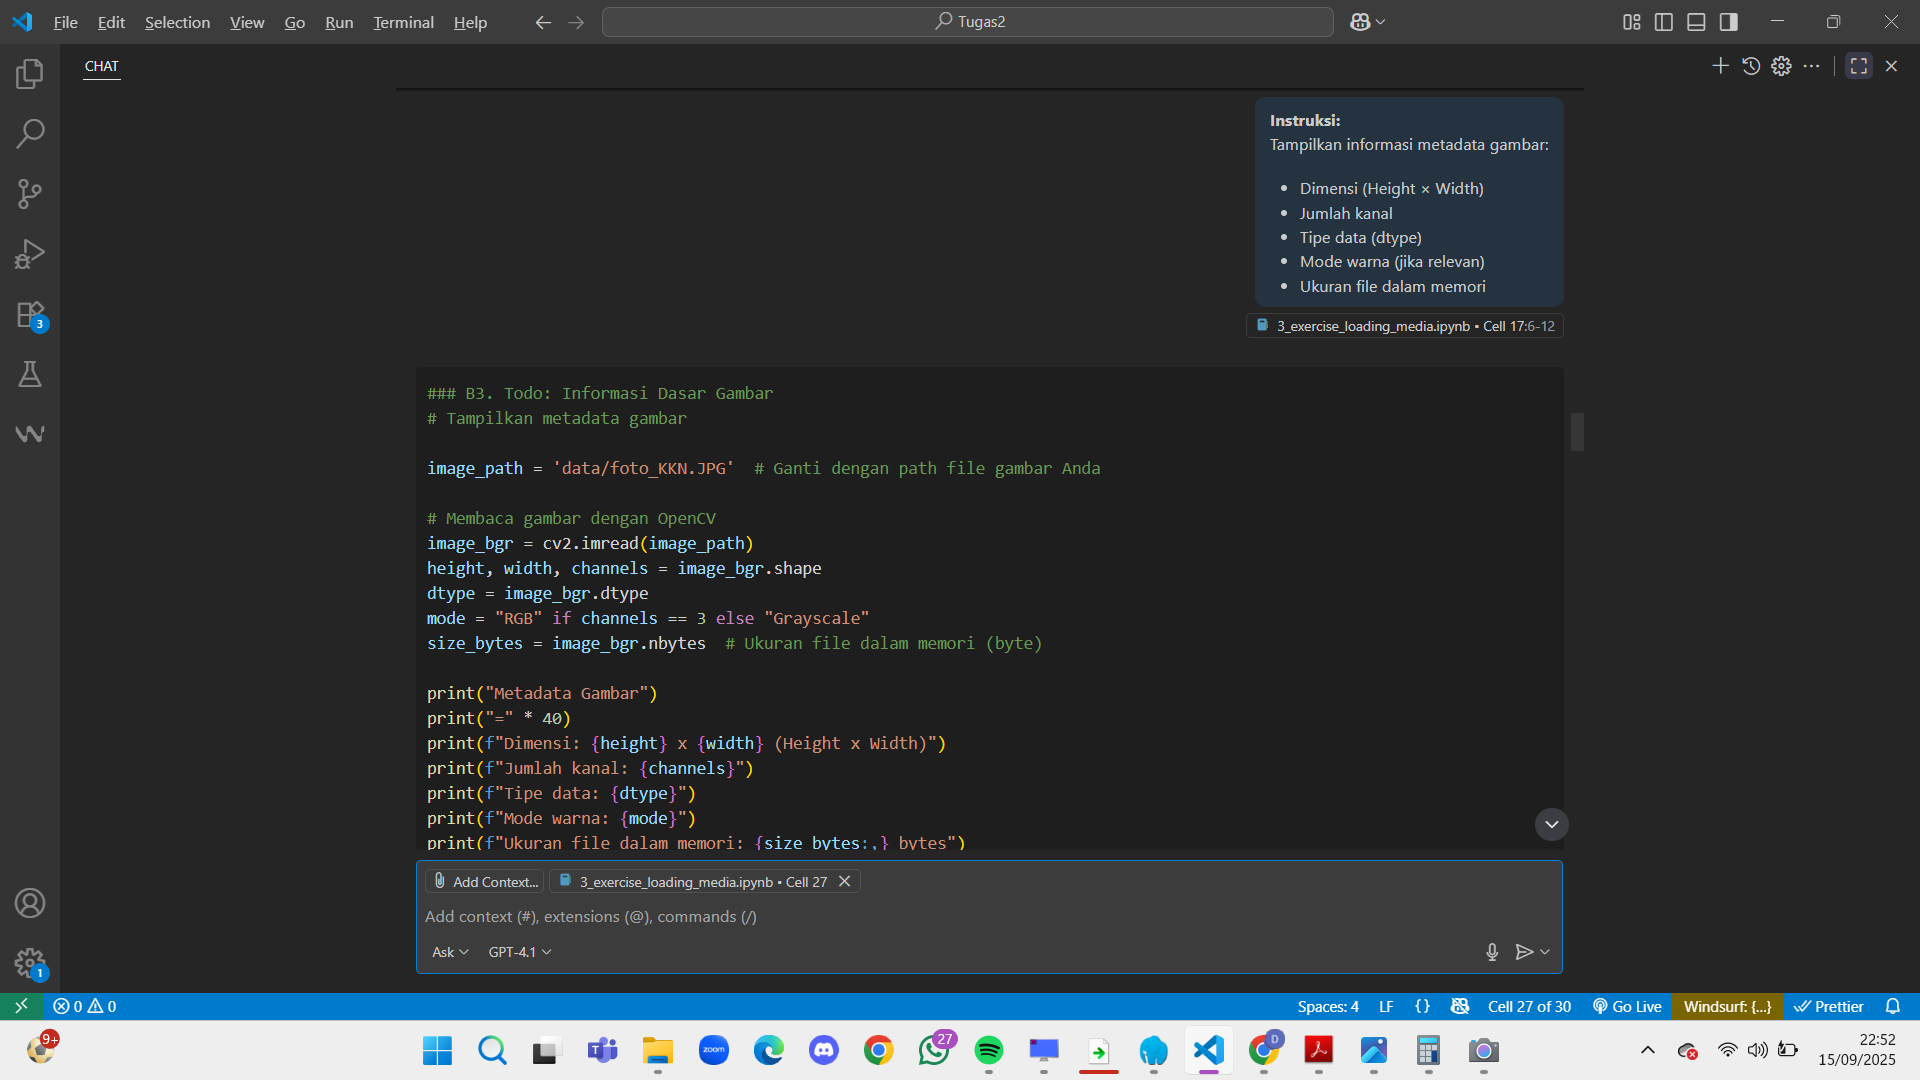 File Edit Selection View Go Run Terminal Help
Tugas2
CHAT
Instruksi:
Tampilkan informasi metadata gambar:
• Dimensi (Height × Width)
• Jumlah kanal
• Tipe data (dtype)
• Mode warna (jika relevan)
• Ukuran file dalam memori
3_exercise_loading_media.ipynb • Cell 17:6-12
3
### B3. Todo: Informasi Dasar Gambar
# Tampilkan metadata gambar
image_path = 'data/foto_KKN.JPG'  # Ganti dengan path file gambar Anda
# Membaca gambar dengan OpenCV
image_bgr = cv2.imread(image_path)
height, width, channels = image_bgr.shape
dtype = image_bgr.dtype
mode = "RGB" if channels == 3 else "Grayscale"
size_bytes = image_bgr.nbytes  # Ukuran file dalam memori (byte)
print("Metadata Gambar")
print("=" * 40)
print(f"Dimensi: {height} x {width} (Height x Width)")
print(f"Jumlah kanal: {channels}")
print(f"Tipe data: {dtype}")
print(f"Mode warna: {mode}")
print(f"Ukuran file dalam memori: {size_bytes:,} bytes")
Add Context...
3_exercise_loading_media.ipynb • Cell 27
Add context (#), extensions (@), commands (/)
Ask
GPT-4.1
1
0 0
Spaces: 4 LF {} Cell 27 of 30 Go Live Windsurf: {...} Prettier
9+
zoom
27
D
22:52
15/09/2025